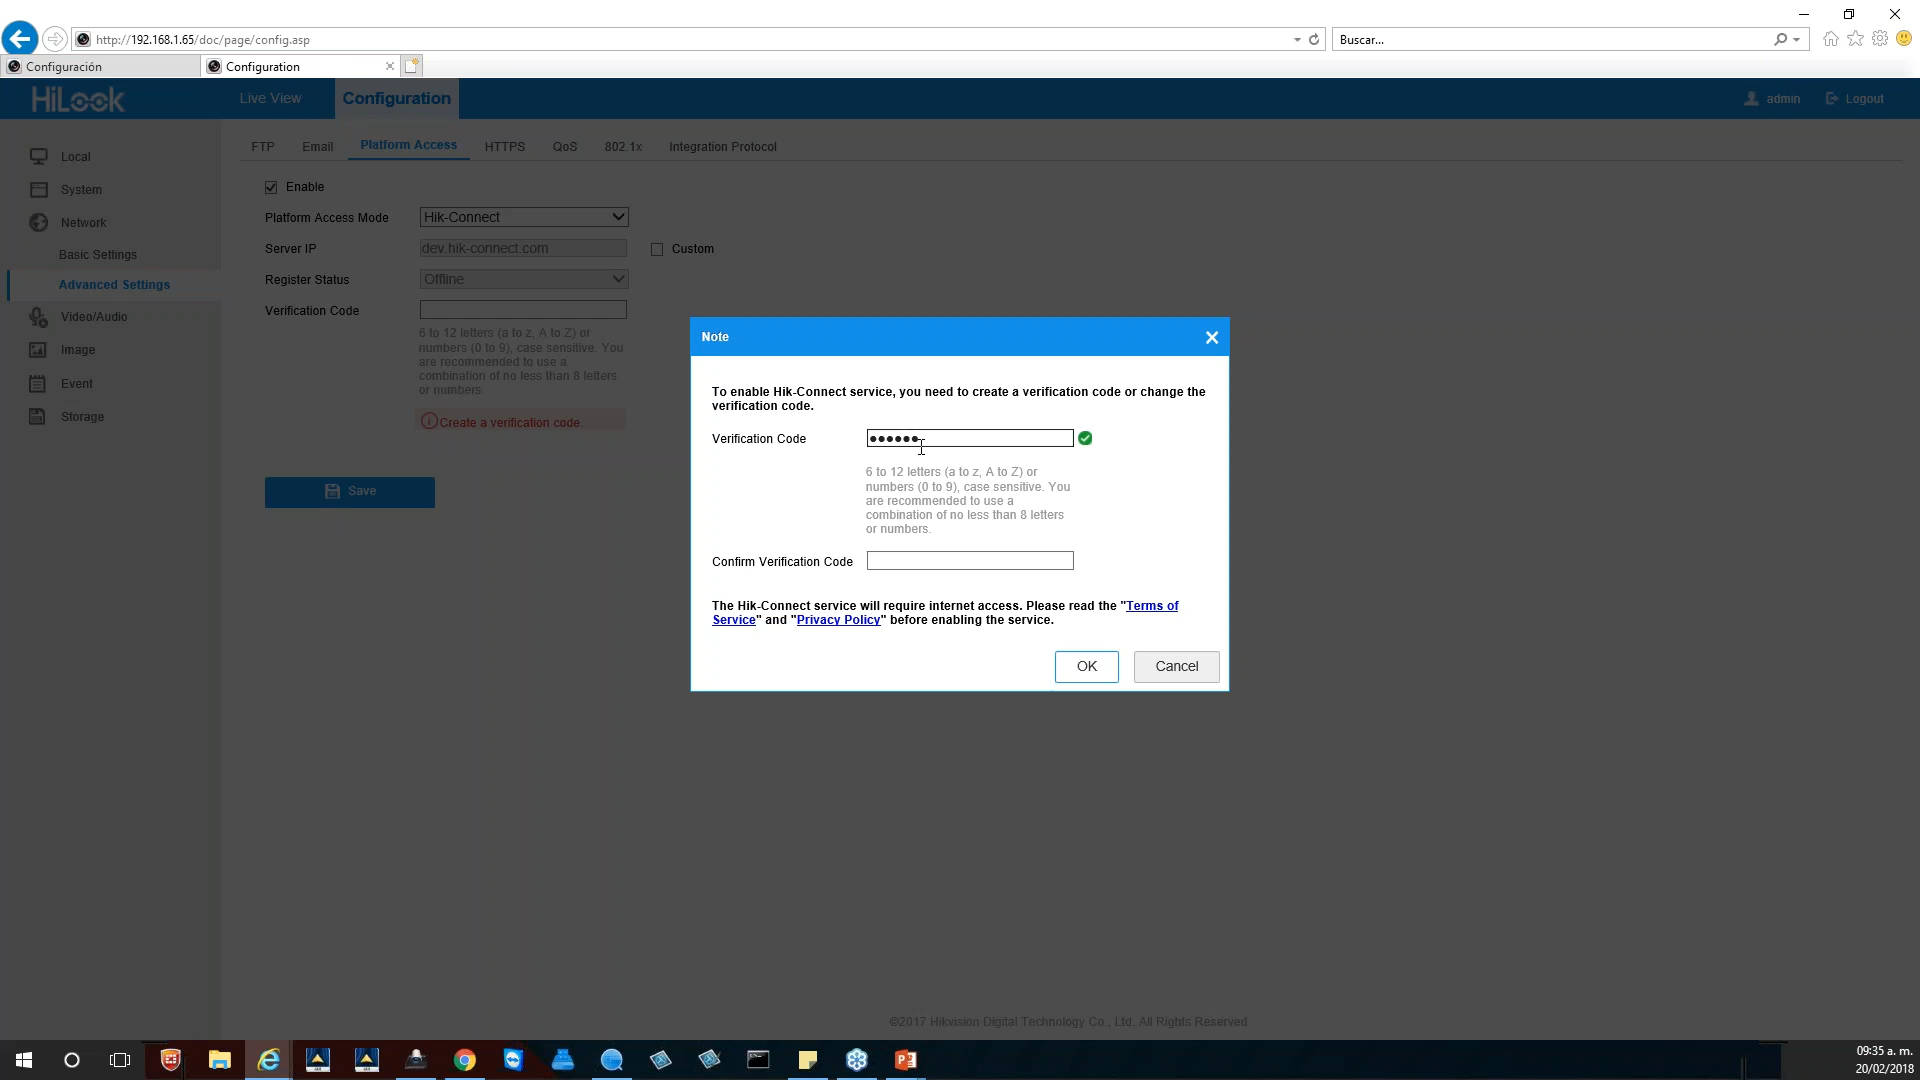 http://192.168.1.65/doc/page/config.asp
Buscar...
Configuración
Configuration
HiLook
Live View
Configuration
admin
Logout
Local
System
Network
Basic Settings
Advanced Settings
Video/Audio
Image
Event
Storage
FTP
Email
Platform Access
HTTPS
QoS
802.1x
Integration Protocol
Enable
Platform Access Mode
Hik-Connect
Server IP
dev.hik-connect.com
Custom
Register Status
Offline
Verification Code
6 to 12 letters (a to z, A to Z) or
numbers (0 to 9), case sensitive. You
are recommended to use a
combination of no less than 8 letters
or numbers.
Create a verification code.
Save
Note
To enable Hik-Connect service, you need to create a verification code or change the
verification code.
Verification Code
●●●●●●
6 to 12 letters (a to z, A to Z) or
numbers (0 to 9), case sensitive. You
are recommended to use a
combination of no less than 8 letters
or numbers.
Confirm Verification Code
The Hik-Connect service will require internet access. Please read the "Terms of
Service" and "Privacy Policy" before enabling the service.
OK
Cancel
©2017 Hikvision Digital Technology Co., Ltd. All Rights Reserved.
09:35 a. m.
20/02/2018